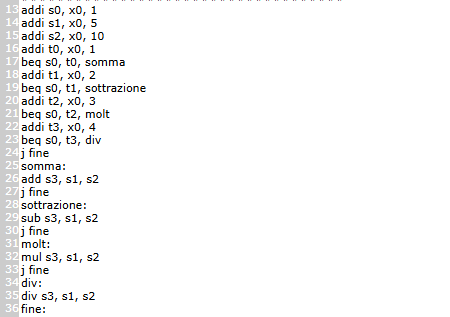 13 addi s0, x0, 1
14 addi s1, x0, 5
15 addi s2, x0, 10
16 addi t0, x0, 1
17 beq s0, t0, somma
18 addi t1, x0, 2
19 beq s0, t1, sottrazione
20 addi t2, x0, 3
21 beq s0, t2, molt
22 addi t3, x0, 4
23 beq s0, t3, div
24 j fine
25 somma:
26 add s3, s1, s2
27 j fine
28 sottrazione:
29 sub s3, s1, s2
30 j fine
31 molt:
32 mul s3, s1, s2
33 j fine
34 div:
35 div s3, s1, s2
36 fine: